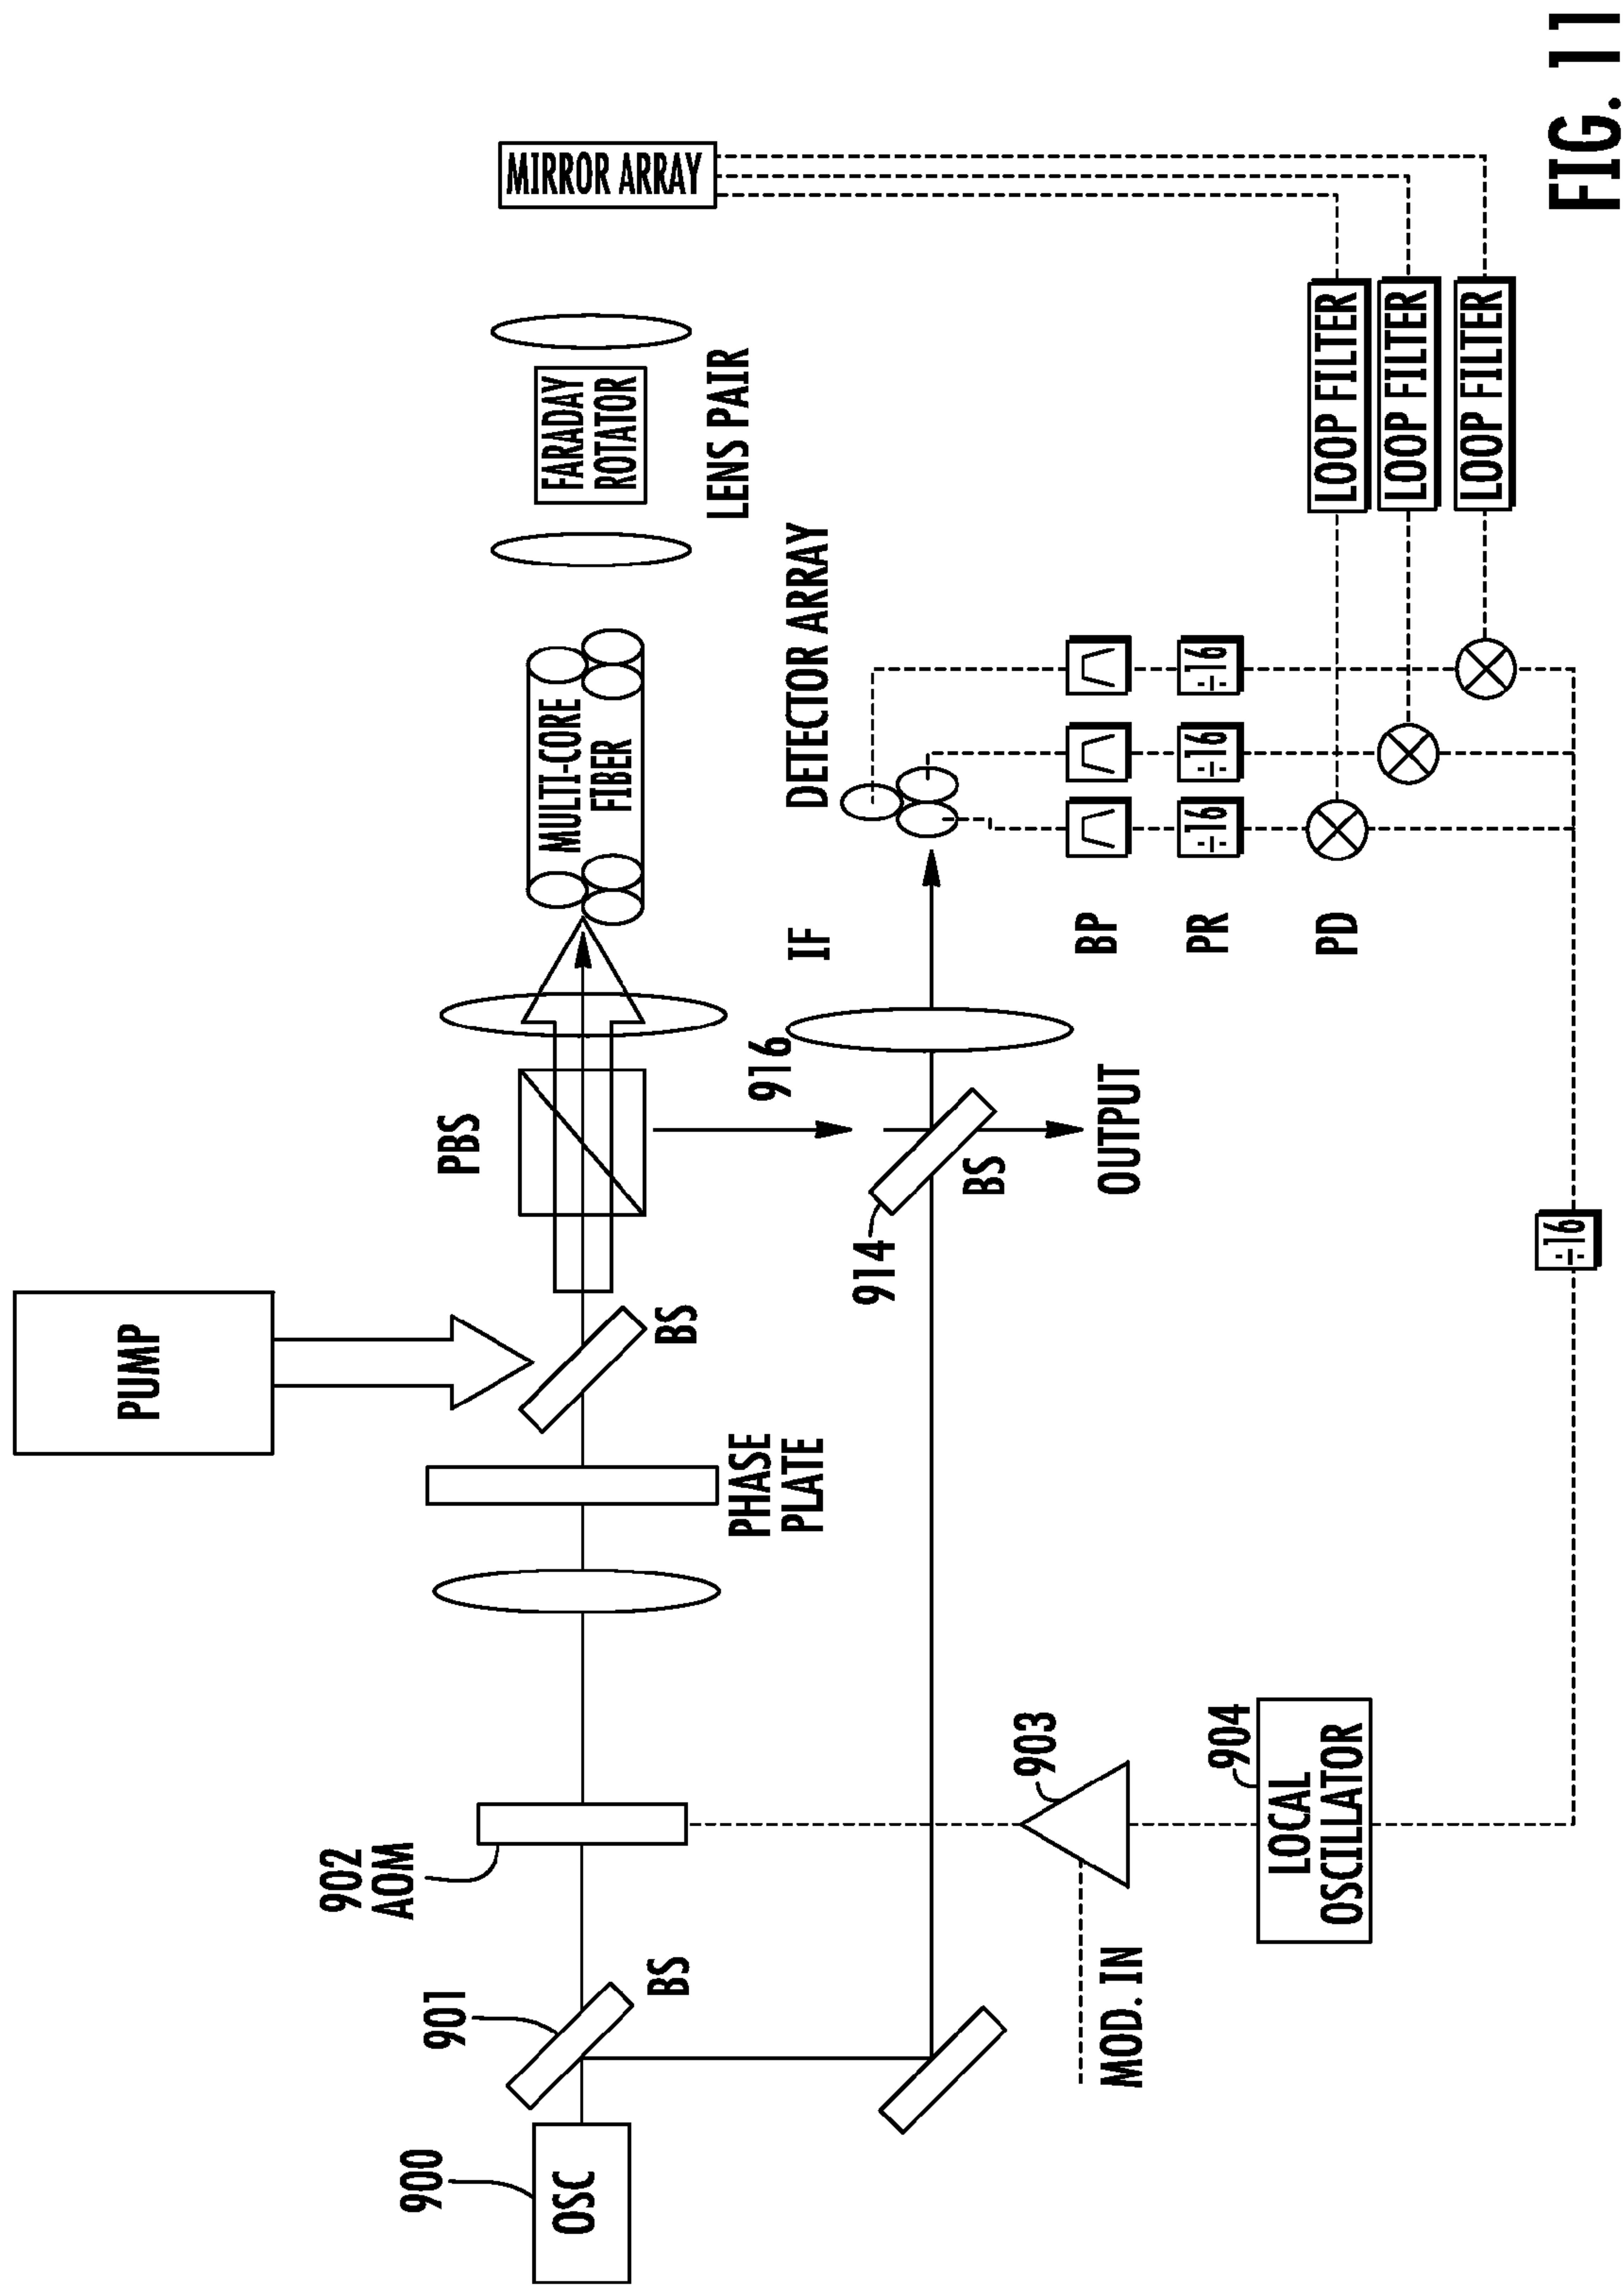 900
OSC
901
BS
902
AOM
PHASE
PLATE
PUMP
BS
PBS
916
MULTI-CORE
FIBER
FARADAY
ROTATOR
LENS PAIR
MIRROR ARRAY
914
BS
OUTPUT
IF
DETECTOR ARRAY
BP
PR
÷16
÷16
÷16
PD
LOOP FILTER
LOOP FILTER
LOOP FILTER
MOD. IN
903
904
LOCAL
OSCILLATOR
÷16
FIG. 11